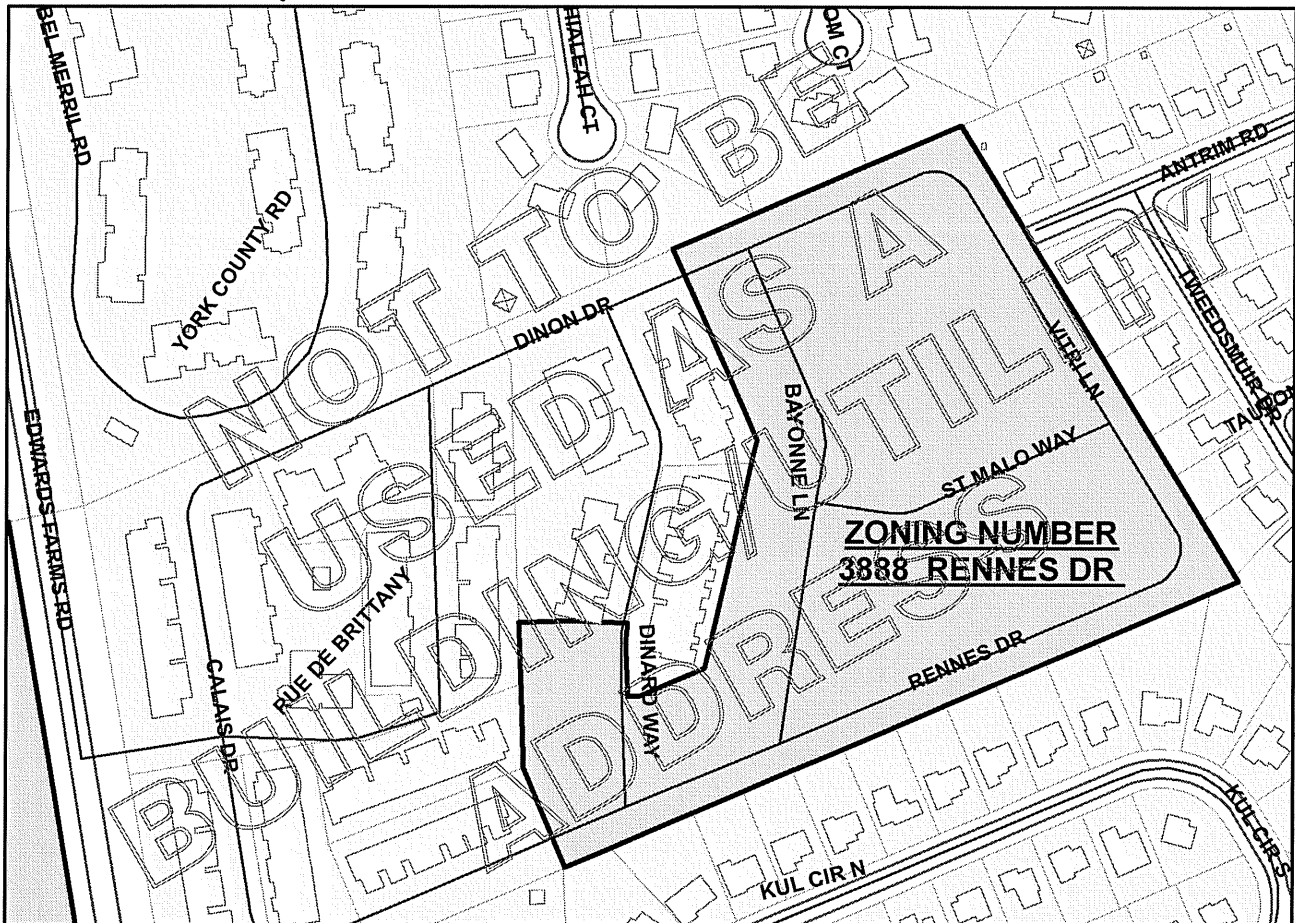 BEL MERRIL RD
HIALEAH CT
OM CT
ANTRIM RD
YORK COUNTY RD
TWEEDSMUIR DR
DINON DR
VITRI LN
EDWARDS FARMS RD
BAYONNE LN
ST MALO WAY
ZONING NUMBER
3888 RENNES DR
RUE DE BRITTANY
DINARD WAY
CALAIS DR
RENNES DR
KUL CIR N
KUL CIR S
NOT TO BE
USED AS A
BUILDING / UTILITY
ADDRESS